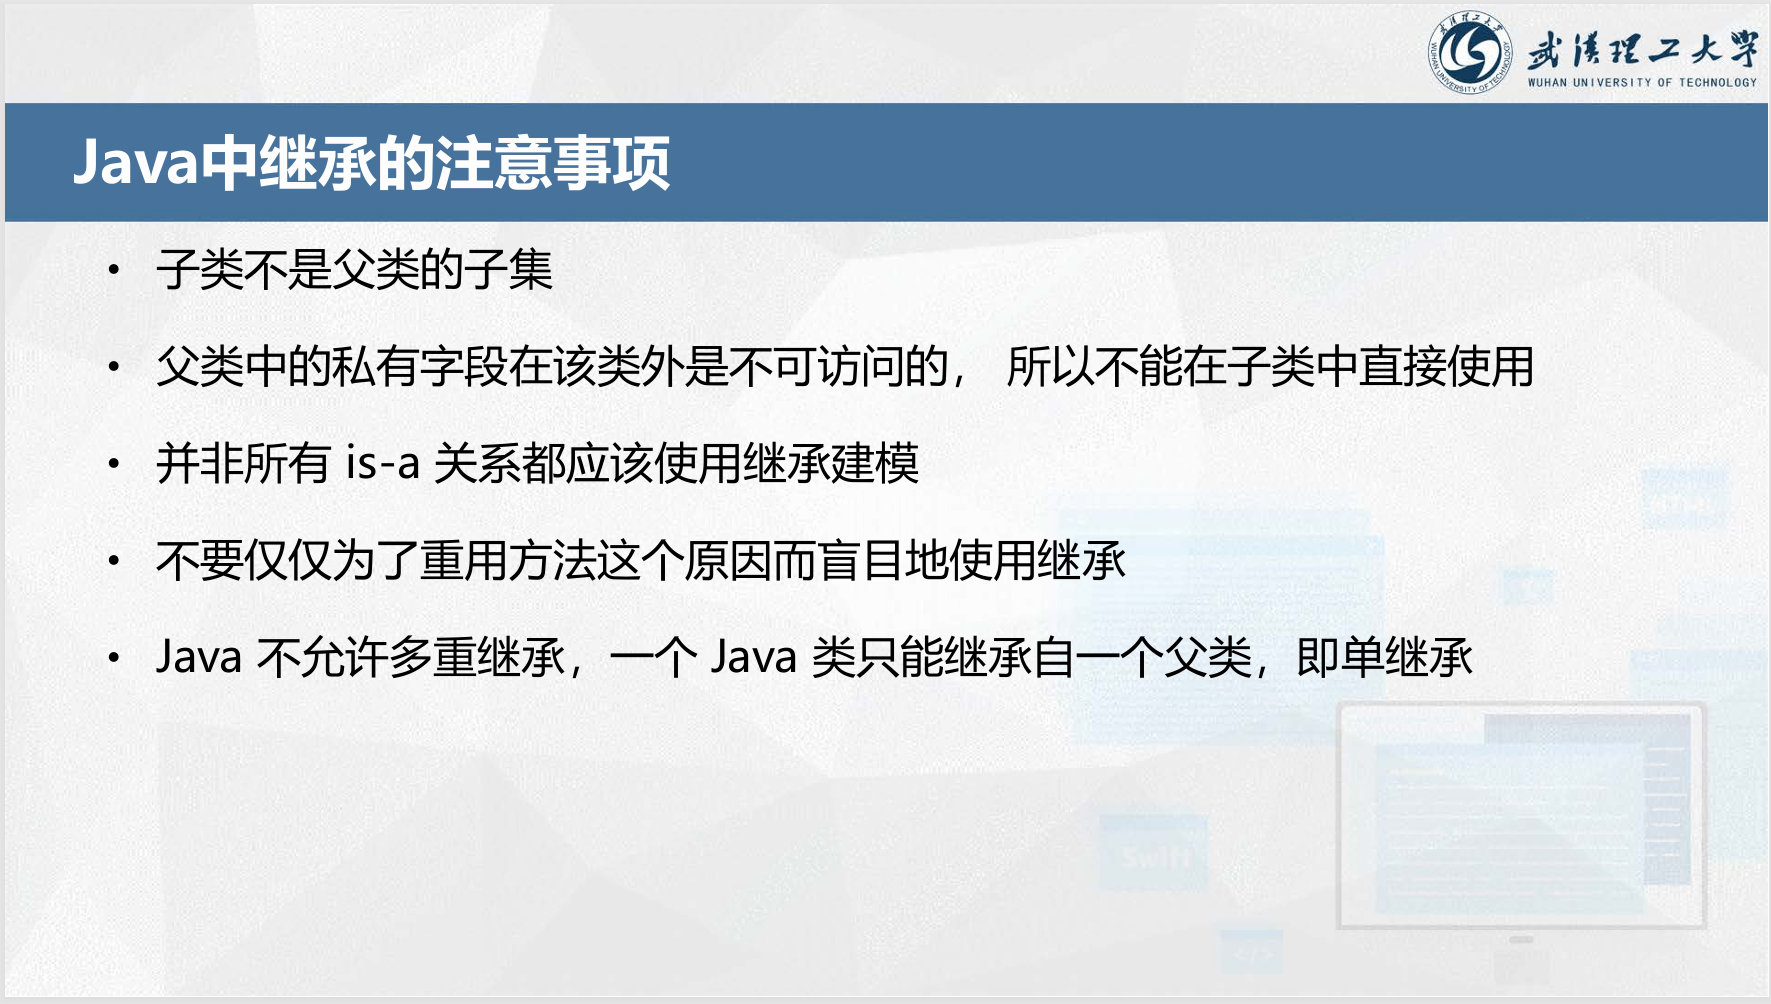 武汉理工大学
WUHAN UNIVERSITY OF TECHNOLOGY
Java中继承的注意事项
• 子类不是父类的子集
• 父类中的私有字段在该类外是不可访问的， 所以不能在子类中直接使用
• 并非所有 is-a 关系都应该使用继承建模
• 不要仅仅为了重用方法这个原因而盲目地使用继承
• Java 不允许多重继承，一个 Java 类只能继承自一个父类，即单继承
Swift